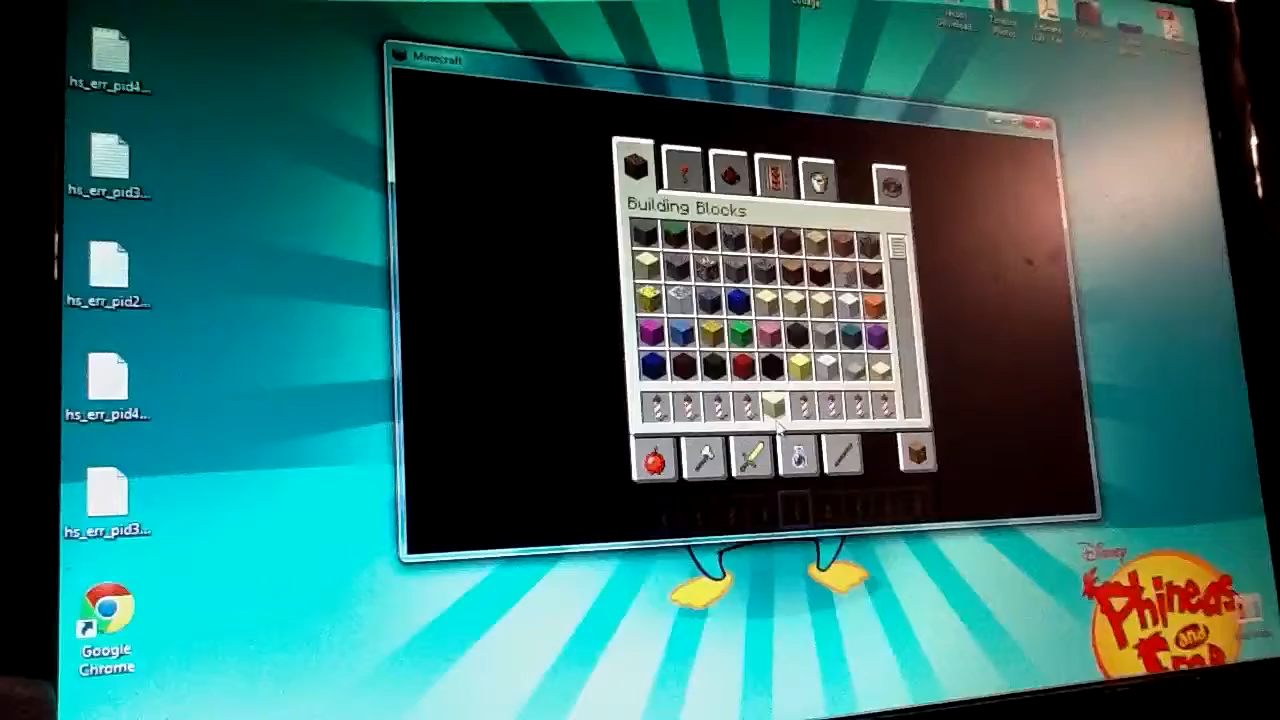 hs_err_pid4...
hs_err_pid3...
hs_err_pid2...
hs_err_pid4...
hs_err_pid3...
Google
Chrome
Minecraft
Building Blocks
Disney
Phineas
and